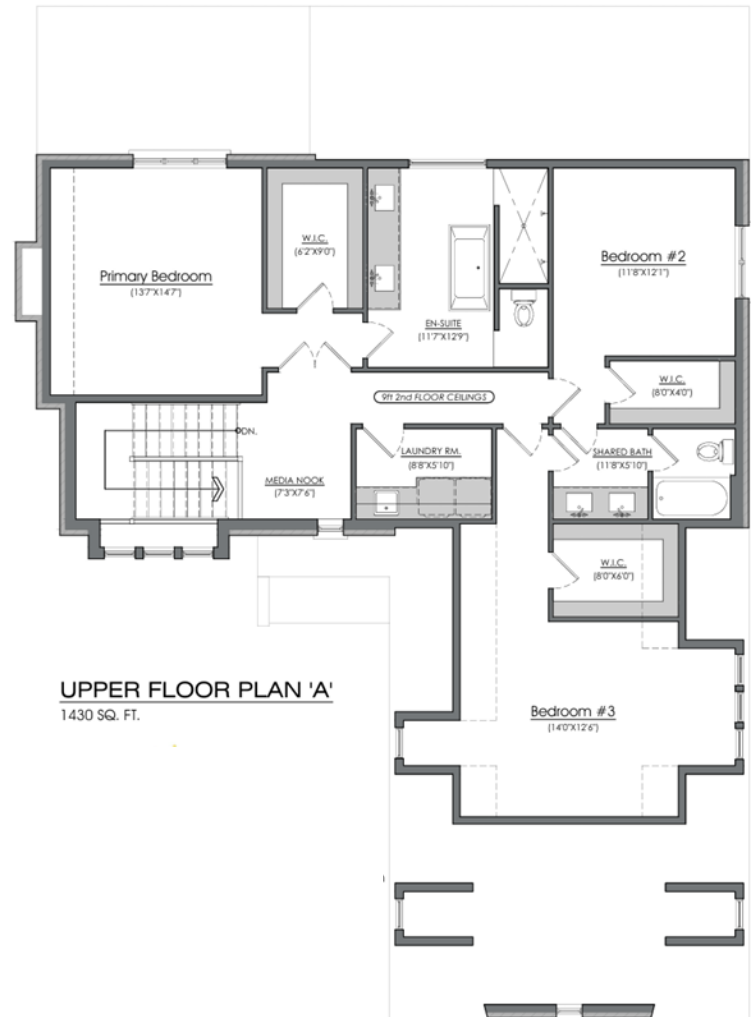 W.I.C.
(6'2"X9'0")
Primary Bedroom
(13'7"X14'7")
Bedroom #2
(11'8"X12'1")
EN-SUITE
(11'7"X12'9")
W.I.C.
(8'0"X4'0")
9ft 2nd FLOOR CEILINGS
DN.
LAUNDRY RM.
(8'8"X5'10")
SHARED BATH
(11'8"X5'10")
MEDIA NOOK
(7'3"X7'6")
W.I.C.
(8'0"X6'0")
UPPER FLOOR PLAN 'A'
1430 SQ. FT.
Bedroom #3
(14'0"X12'6")